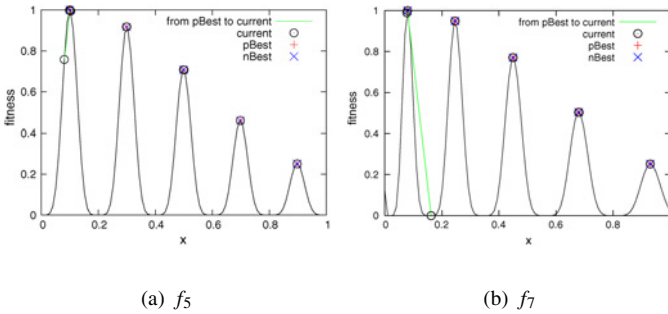 from pBest to current
current
pBest
nBest
fitness
1
0.8
0.6
0.4
0.2
0
0 0.2 0.4 0.6 0.8 1
x
from pBest to current
current
pBest
nBest
fitness
1
0.8
0.6
0.4
0.2
0
0.0 0.2 0.4 0.6 0.8
x
(a) f5
(b) f7